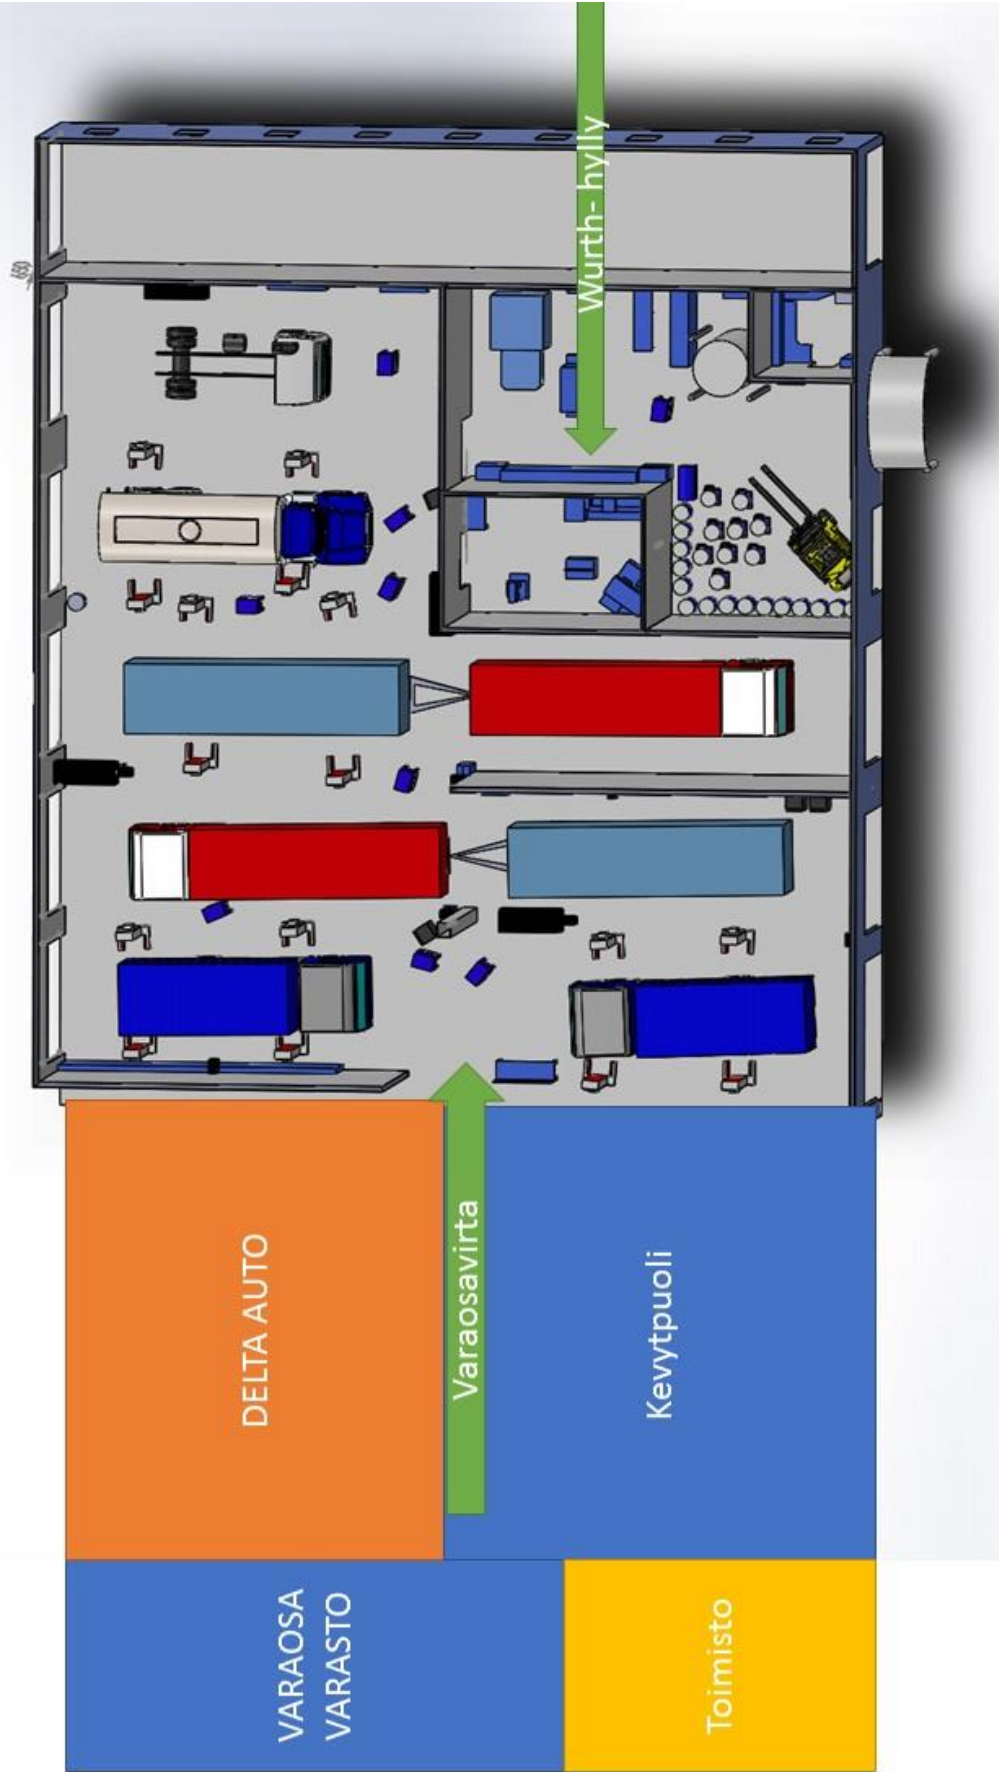 Wurth- hylly
DELTA AUTO
Varaosavirta
Kevytpuoli
VARAOSA
VARASTO
Toimisto